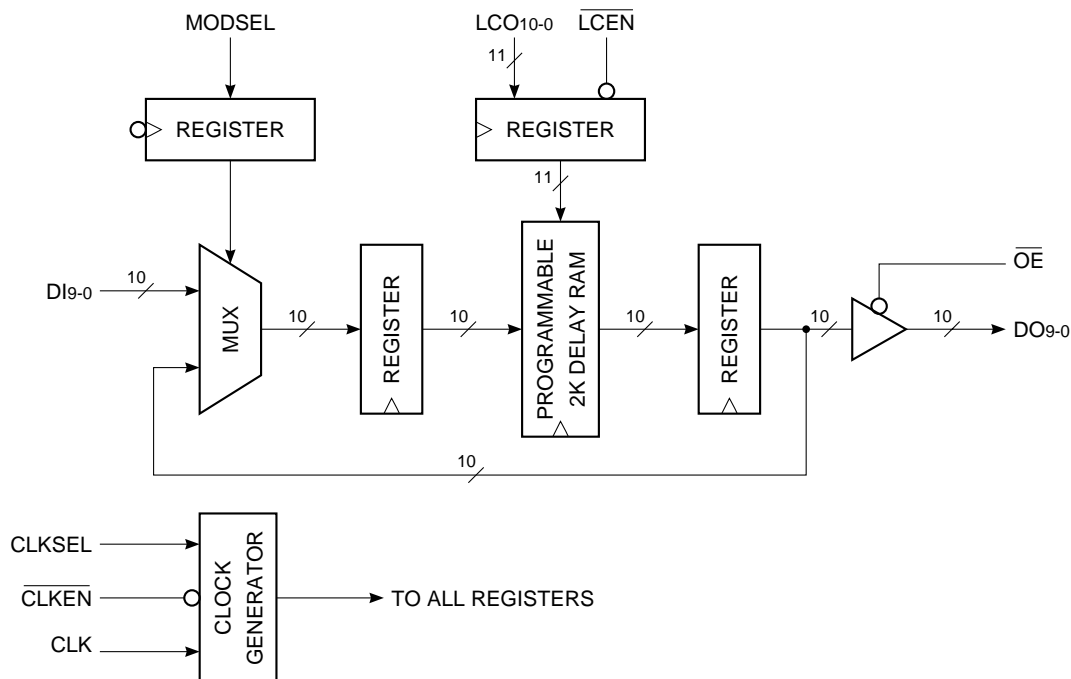 MODSEL
LCO10-0
LCEN
11
REGISTER
REGISTER
11
DI9-0
10
MUX
10
REGISTER
10
PROGRAMMABLE
2K DELAY RAM
10
REGISTER
10
OE
10
DO9-0
10
CLKSEL
CLKEN
CLK
CLOCK
GENERATOR
TO ALL REGISTERS